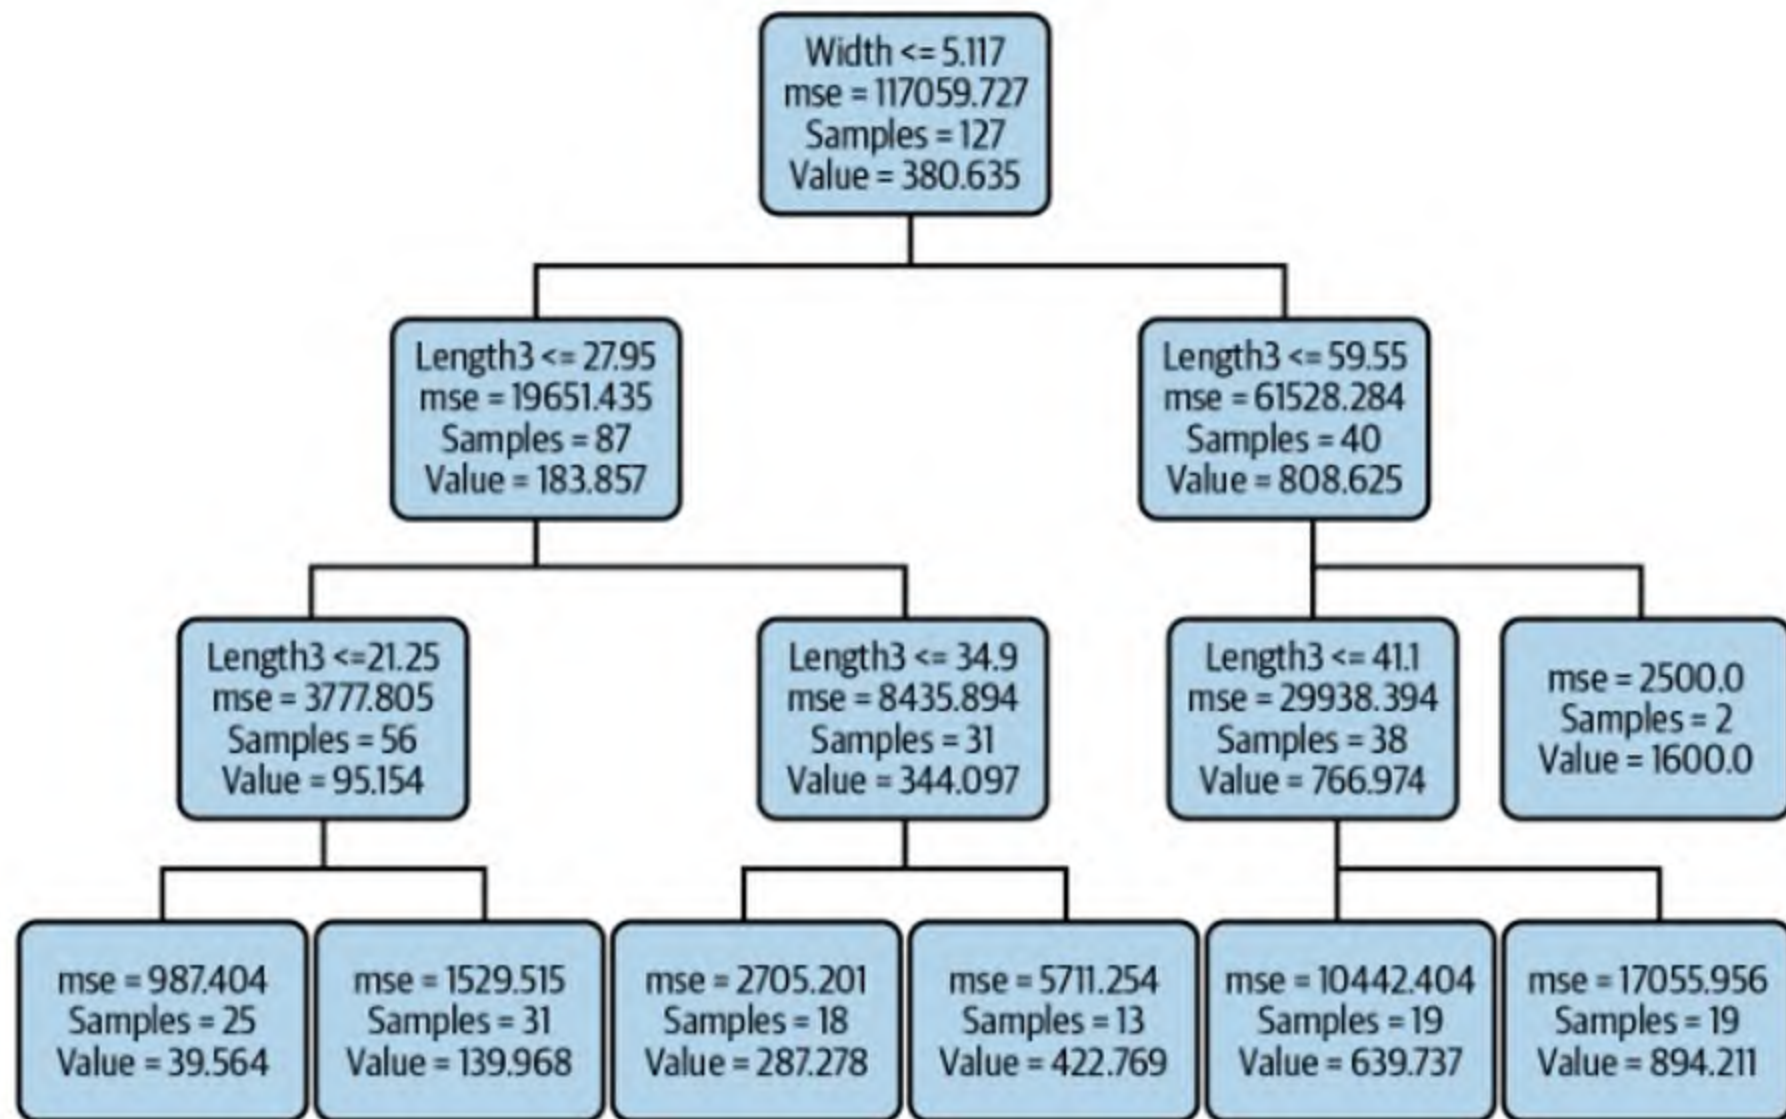 Width <= 5.117
mse = 117059.727
Samples = 127
Value = 380.635
Length3 <= 27.95
mse = 19651.435
Samples = 87
Value = 183.857
Length3 <= 59.55
mse = 61528.284
Samples = 40
Value = 808.625
Length3 <=21.25
mse = 3777.805
Samples = 56
Value = 95.154
Length3 <= 34.9
mse = 8435.894
Samples = 31
Value = 344.097
Length3 <= 41.1
mse = 29938.394
Samples = 38
Value = 766.974
mse = 2500.0
Samples = 2
Value = 1600.0
mse = 987.404
Samples = 25
Value = 39.564
mse = 1529.515
Samples = 31
Value = 139.968
mse = 2705.201
Samples = 18
Value = 287.278
mse = 5711.254
Samples = 13
Value = 422.769
mse = 10442.404
Samples = 19
Value = 639.737
mse = 17055.956
Samples = 19
Value = 894.211